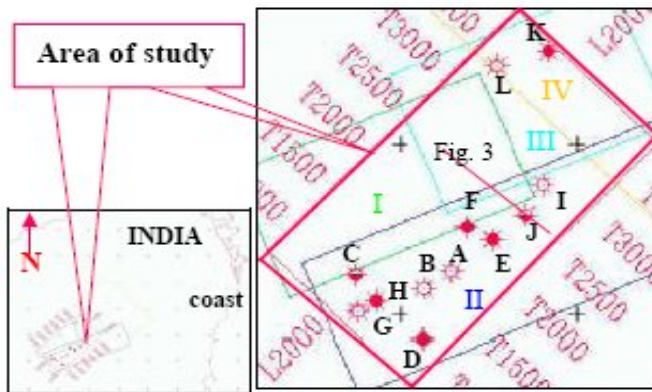 Area of study
INDIA
N
coast
T3000
T2500
T2000
T1500
K
L200
L
IV
III
Fig. 3
I
I
F
J
C
A
E
B
H
II
G
D
L2000
T3000
T2500
T2000
T1500